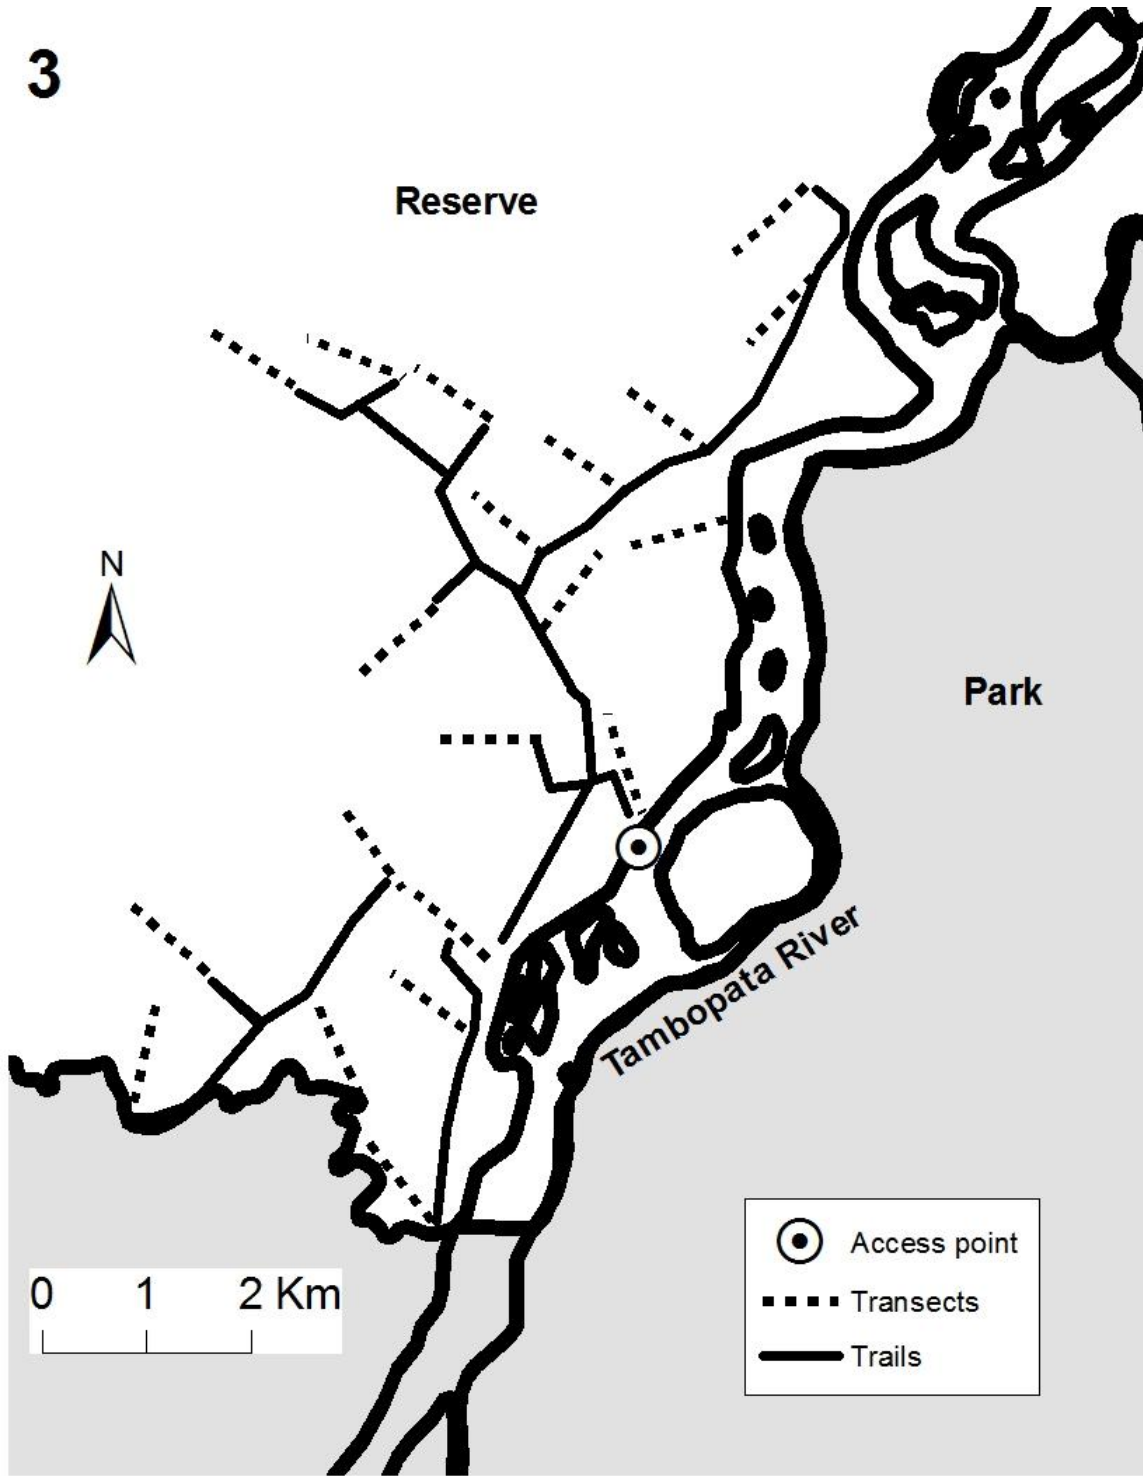 3
Reserve
N
Park
Tambopata River
0 1 2 Km
Access point
Transects
Trails